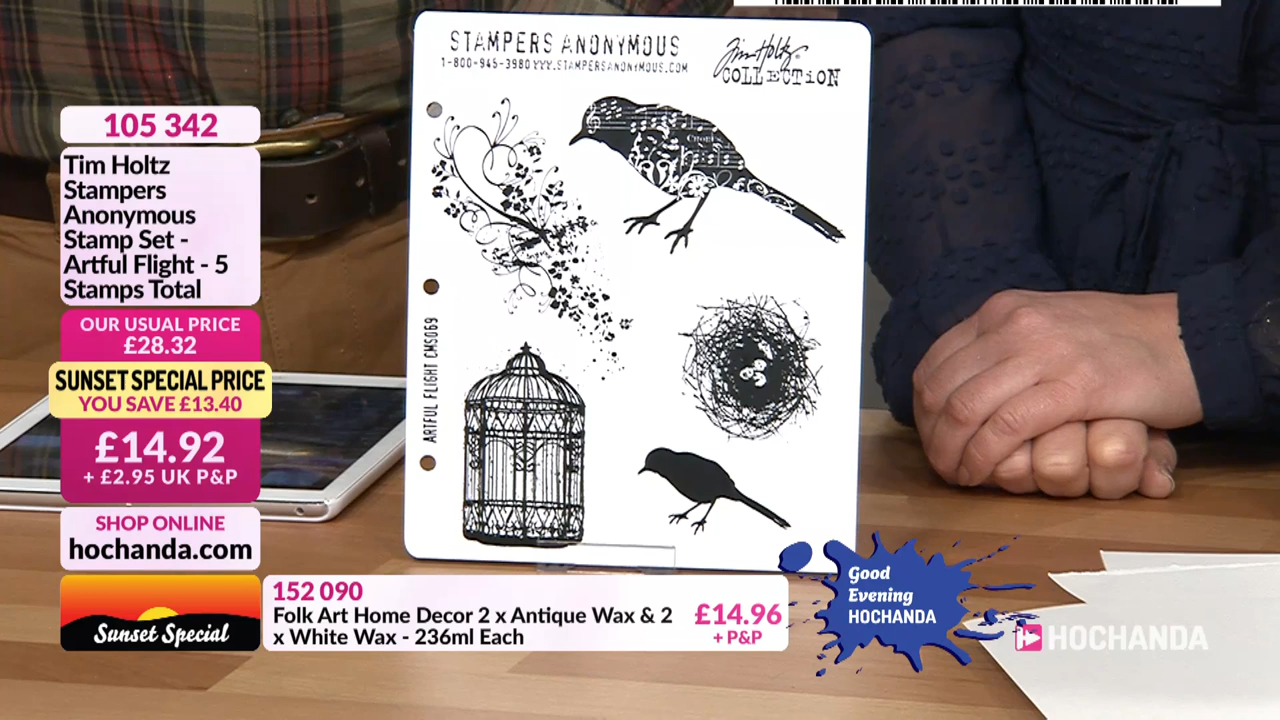 STAMPERS ANONYMOUS
1-800-945-3980 WWW.STAMPERSANONYMOUS.COM
Tim Holtz®
COLLECTION
ARTFUL FLIGHT CMS069
105 342
Tim Holtz
Stampers
Anonymous
Stamp Set -
Artful Flight - 5
Stamps Total
OUR USUAL PRICE
£28.32
SUNSET SPECIAL PRICE
YOU SAVE £13.40
£14.92
+ £2.95 UK P&P
SHOP ONLINE
hochanda.com
Sunset Special
152 090
Folk Art Home Decor 2 x Antique Wax & 2
x White Wax - 236ml Each
£14.96
+ P&P
Good
Evening
HOCHANDA
HOCHANDA